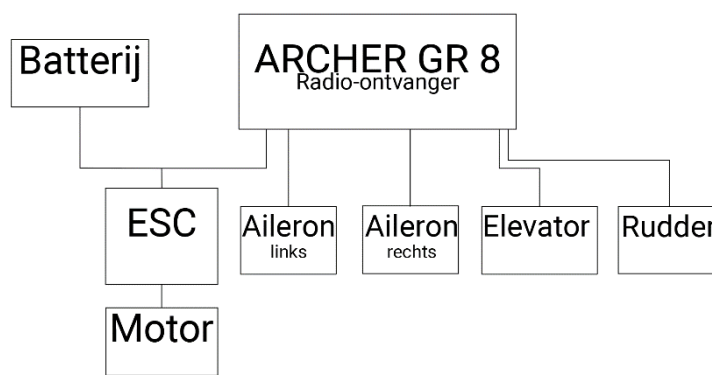 Batterij
ARCHER GR 8
Radio-ontvanger
ESC
Aileron
links
Aileron
rechts
Elevator
Rudder
Motor